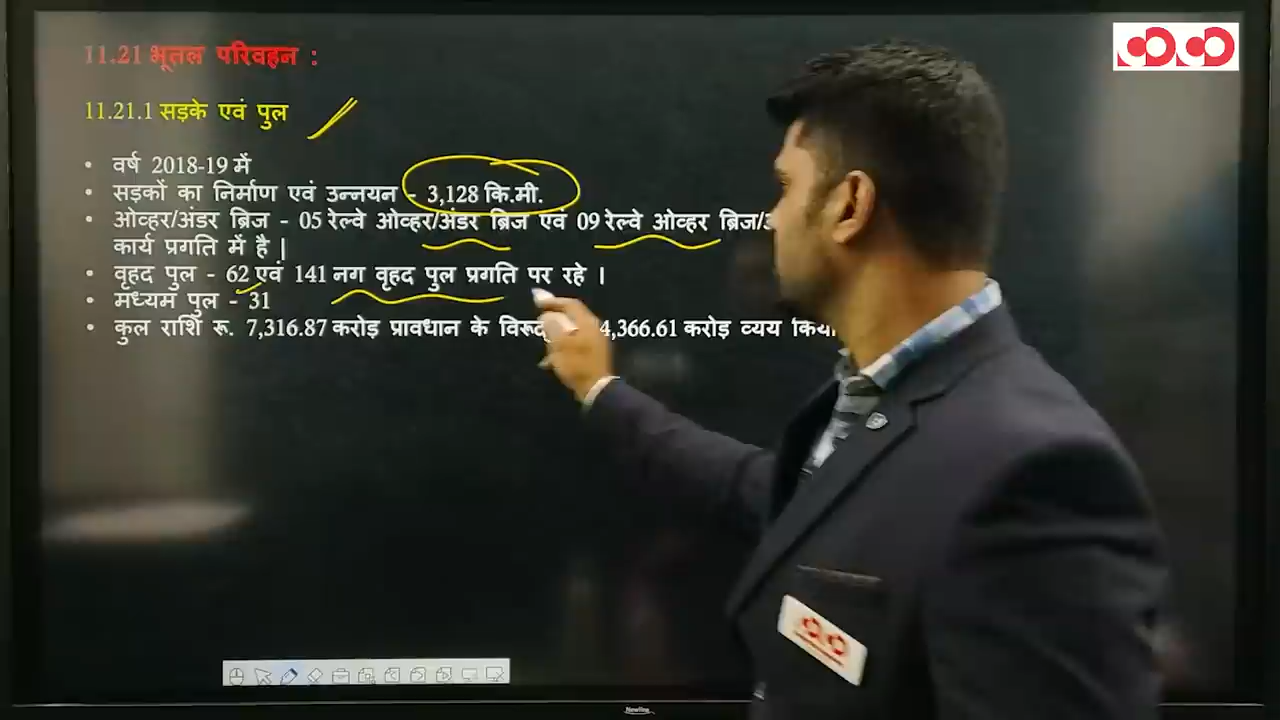 11.21 भूतल परिवहन :
11.21.1 सड़के एवं पुल
• वर्ष 2018-19 में
• सड़कों का निर्माण एवं उन्नयन - 3,128 कि.मी.
• ओव्हर/अंडर ब्रिज - 05 रेल्वे ओव्हर/अंडर ब्रिज एवं 09 रेल्वे ओव्हर ब्रिज/
कार्य प्रगति में है |
• वृहद पुल - 62 एवं 141 नग वृहद पुल प्रगति पर रहे ।
• मध्यम पुल - 31
• कुल राशि रू. 7,316.87 करोड़ प्रावधान के 4,366.61 करोड़ व्यय
Newline